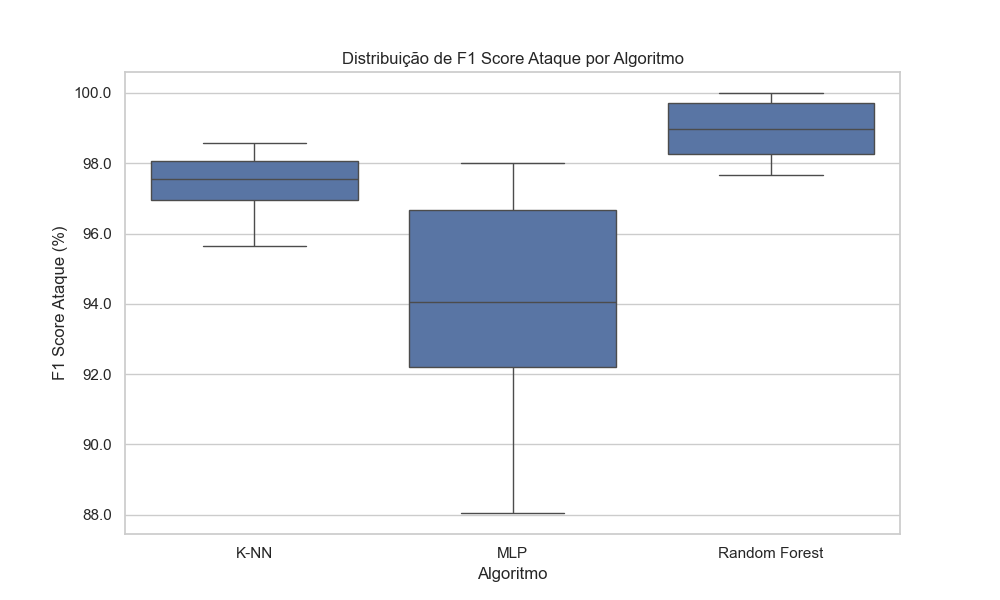 Distribuição de F1 Score Ataque por Algoritmo
F1 Score Ataque (%)
100.0
98.0
96.0
94.0
92.0
90.0
88.0
K-NN
MLP
Random Forest
Algoritmo